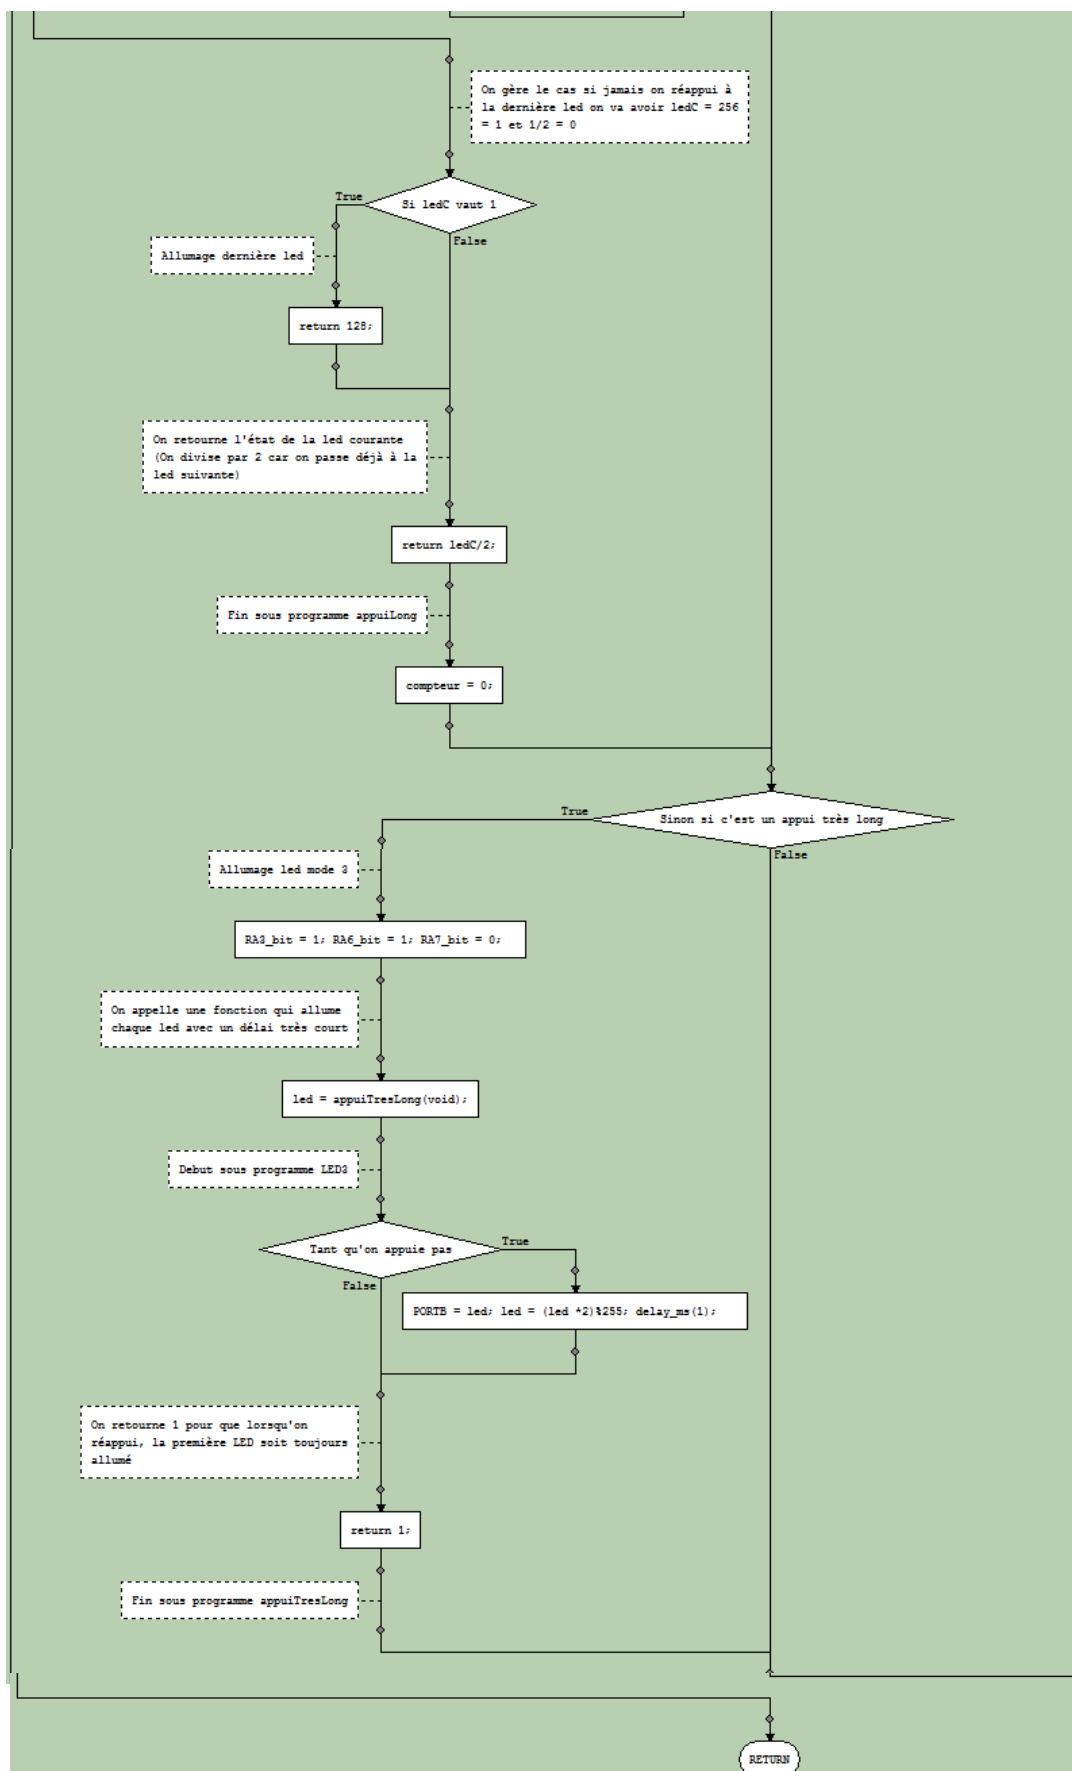 On gère le cas si jamais on réappui à
la dernière led on va avoir ledC = 256
= 1 et 1/2 = 0
True
Si ledC vaut 1
False
Allumage dernière led
return 128;
On retourne l'état de la led courante
(On divise par 2 car on passe déjà à la
led suivante)
return ledC/2;
Fin sous programme appuiLong
compteur = 0;
True
Sinon si c'est un appui très long
False
Allumage led mode 3
RA3_bit = 1; RA6_bit = 1; RA7_bit = 0;
On appelle une fonction qui allume
chaque led avec un délai très court
led = appuiTresLong(void);
Debut sous programme LED3
Tant qu'on appuie pas
True
False
PORTB = led; led = (led *2)%255; delay_ms(1);
On retourne 1 pour que lorsqu'on
réappui, la première LED soit toujours
allumé
return 1;
Fin sous programme appuiTresLong
RETURN